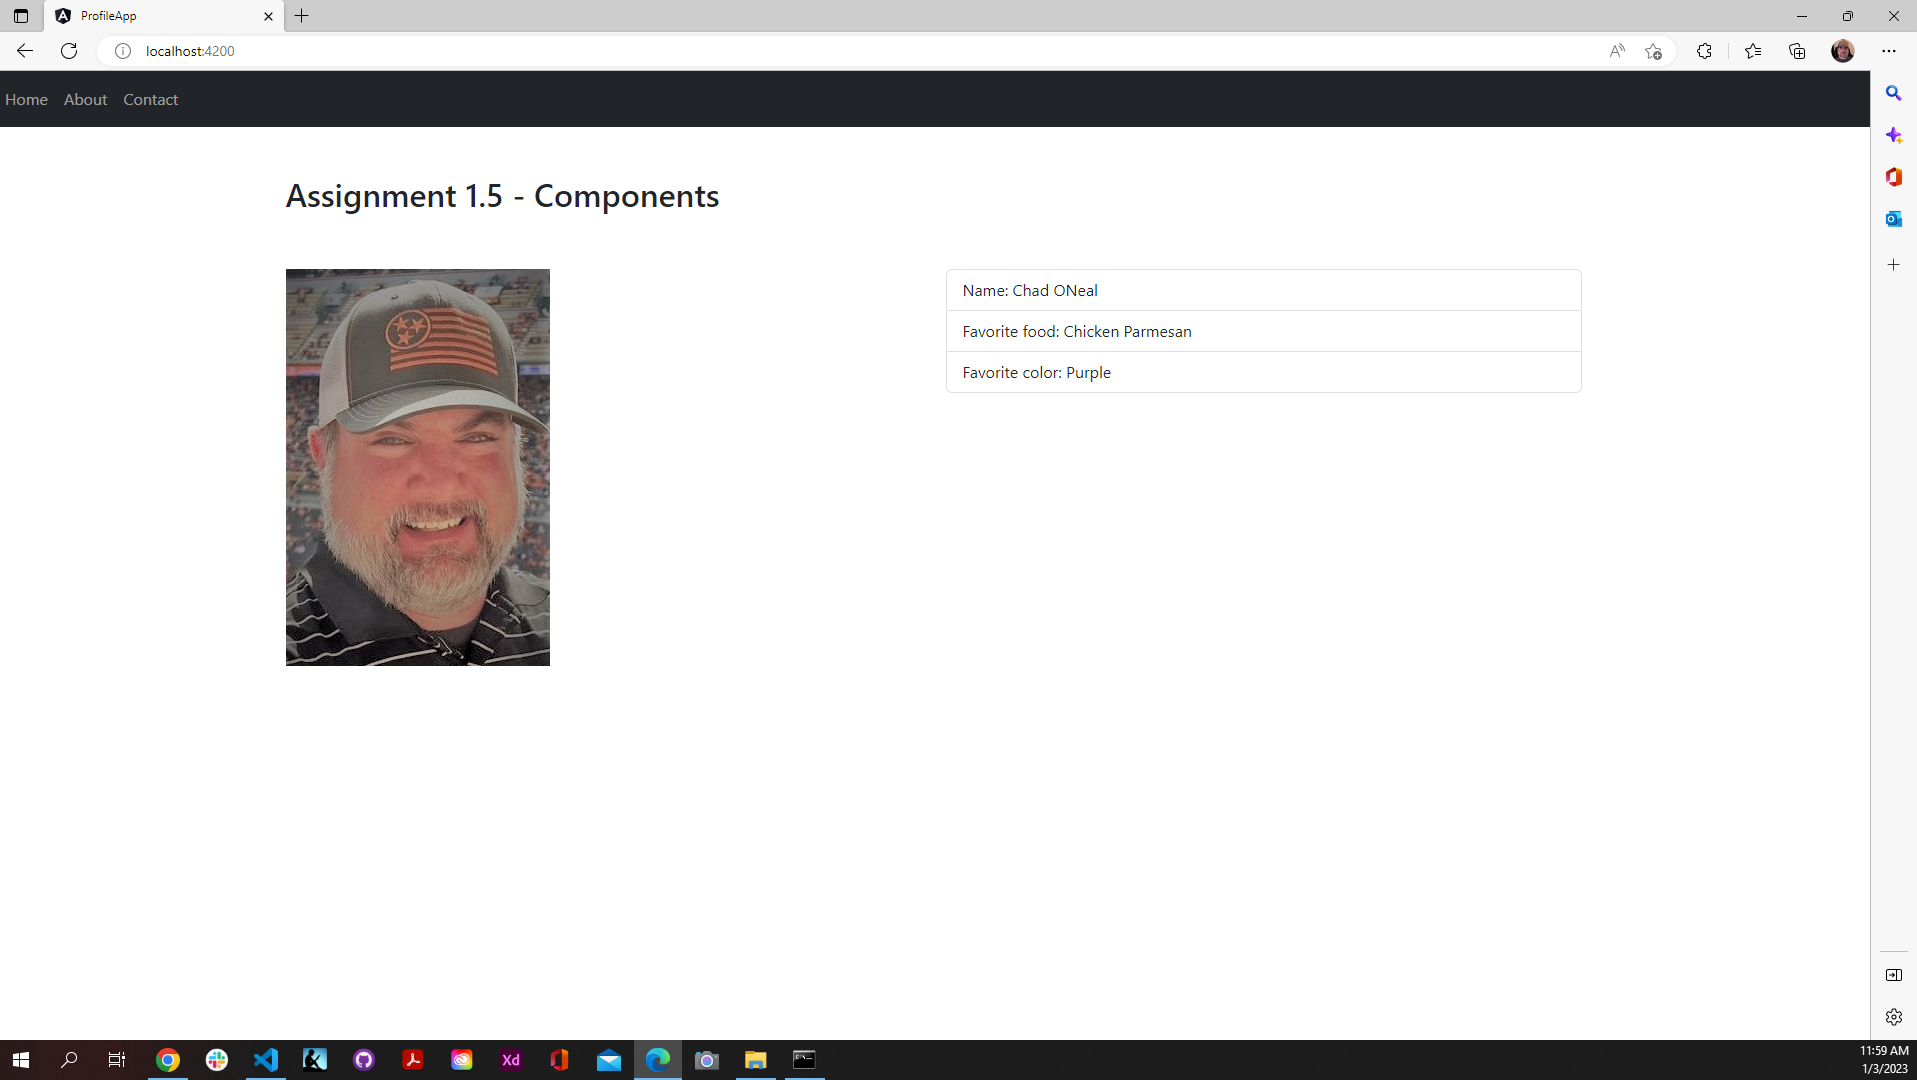 ProfileApp
localhost:4200
Home About Contact
Assignment 1.5 - Components
Name: Chad ONeal
Favorite food: Chicken Parmesan
Favorite color: Purple
Xd
11:59 AM
1/3/2023